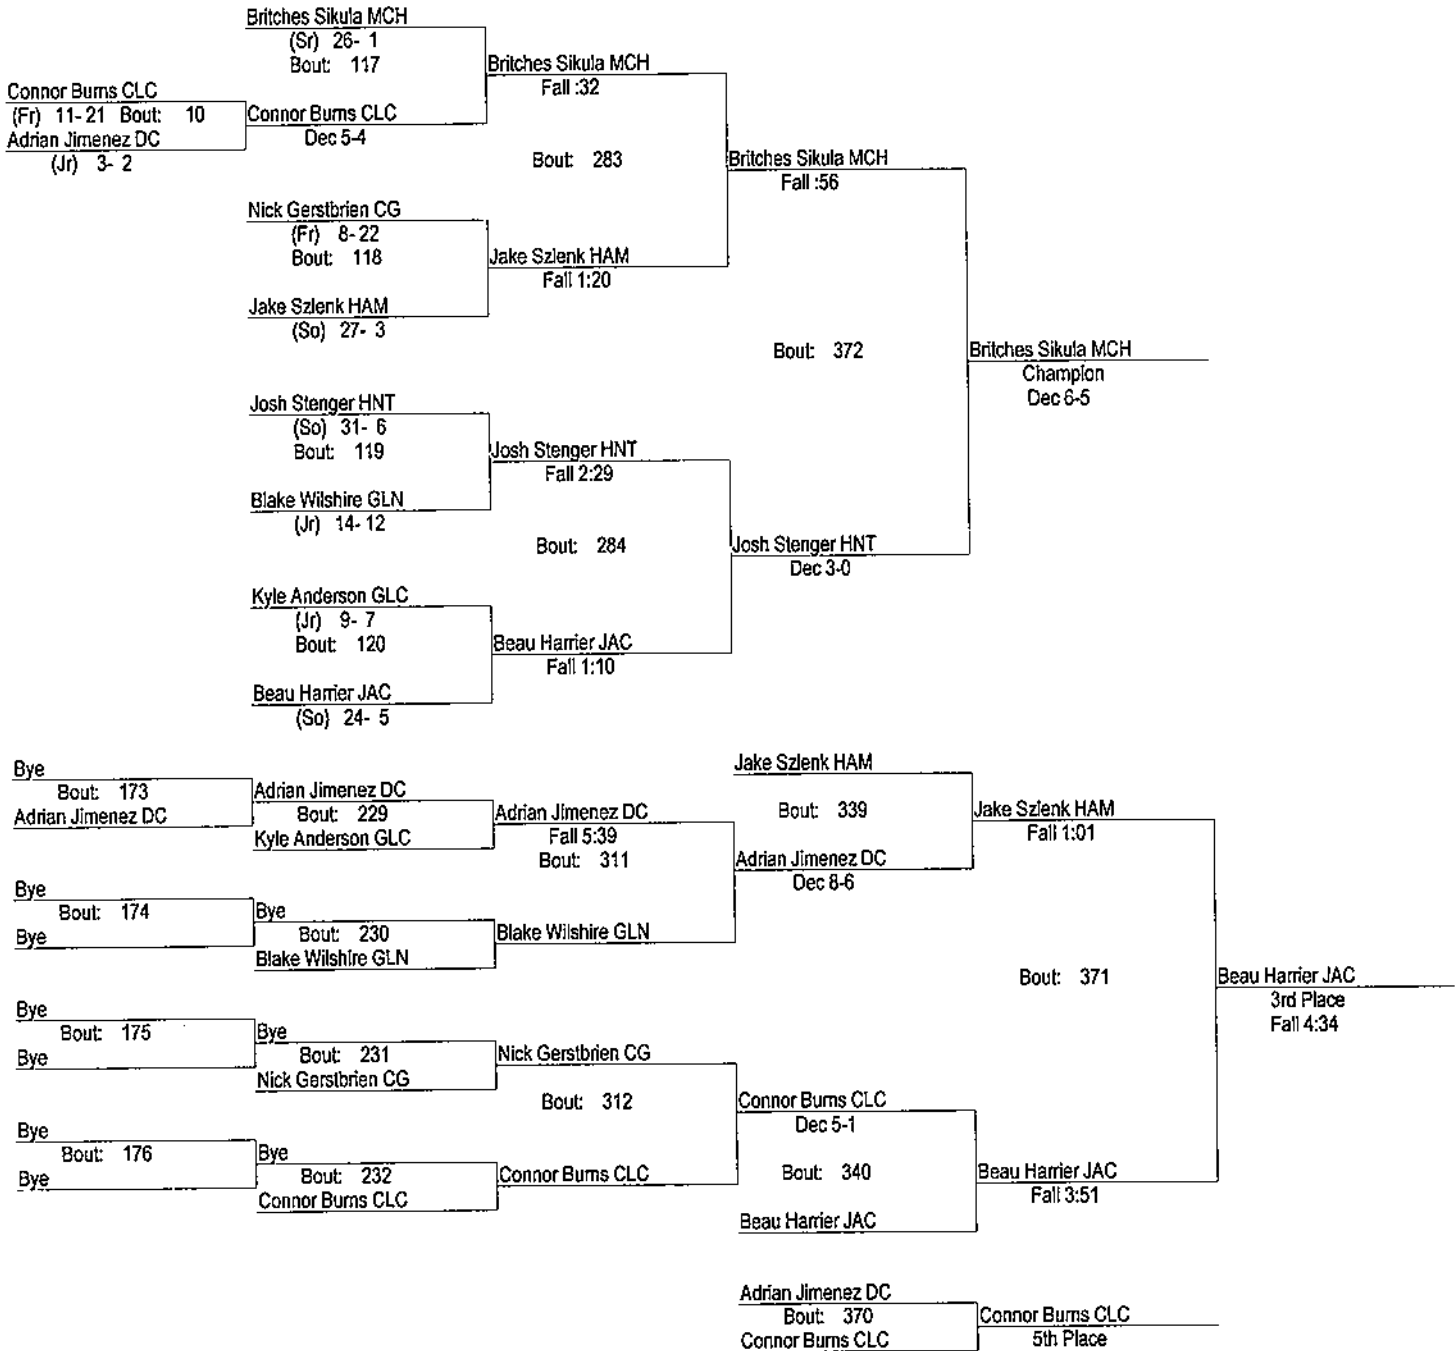 Britches Sikula MCH
(Sr) 26- 1
Bout: 117
Connor Burns CLC
(Fr) 11- 21 Bout: 10
Adrian Jimenez DC
(Jr) 3- 2
Connor Burns CLC
Dec 5-4
Britches Sikula MCH
Fall :32
Bout: 283
Nick Gerstbrien CG
(Fr) 8- 22
Bout: 118
Jake Szlenk HAM
(So) 27- 3
Jake Szlenk HAM
Fall 1:20
Britches Sikula MCH
Fall :56
Bout: 372
Britches Sikula MCH
Champion
Dec 6-5
Josh Stenger HNT
(So) 31- 6
Bout: 119
Blake Wilshire GLN
(Jr) 14- 12
Josh Stenger HNT
Fall 2:29
Bout: 284
Josh Stenger HNT
Dec 3-0
Kyle Anderson GLC
(Jr) 9- 7
Bout: 120
Beau Harrier JAC
(So) 24- 5
Beau Harrier JAC
Fall 1:10
Bye
Bout: 173
Adrian Jimenez DC
Adrian Jimenez DC
Bout: 229
Kyle Anderson GLC
Adrian Jimenez DC
Fall 5:39
Bout: 311
Jake Szlenk HAM
Bout: 339
Adrian Jimenez DC
Dec 8-6
Jake Szlenk HAM
Fall 1:01
Bye
Bout: 174
Bye
Bye
Bout: 230
Blake Wilshire GLN
Blake Wilshire GLN
Bout: 371
Beau Harrier JAC
3rd Place
Fall 4:34
Bye
Bout: 175
Bye
Bye
Bout: 231
Nick Gerstbrien CG
Nick Gerstbrien CG
Bout: 312
Connor Burns CLC
Dec 5-1
Bout: 340
Beau Harrier JAC
Beau Harrier JAC
Fall 3:51
Bye
Bout: 176
Bye
Bye
Bout: 232
Connor Burns CLC
Connor Burns CLC
Adrian Jimenez DC
Bout: 370
Connor Burns CLC
Connor Burns CLC
5th Place